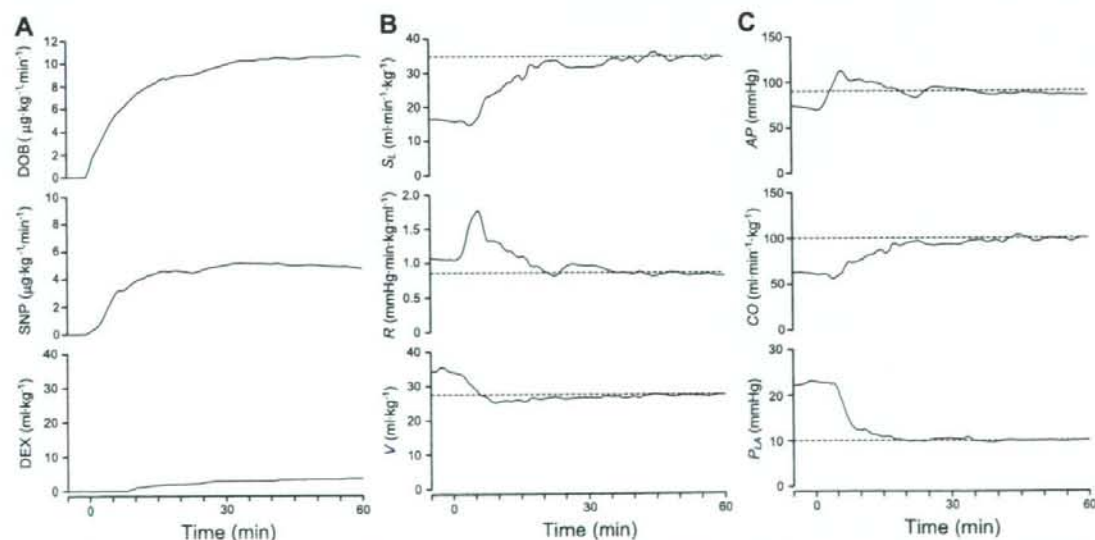 A
12
10
8
6
4
2
0
DOB ( μg·kg⁻¹·min⁻¹)
10
8
6
4
2
0
SNP (μg·kg⁻¹·min⁻¹)
40
30
20
10
0
DEX (ml·kg⁻¹)
0 30 60
Time (min)
B
40
30
20
10
0
S_L (ml·min⁻¹·kg⁻¹)
2.0
1.5
1.0
0.5
0
R (mmHg·min·kg·ml⁻¹)
40
30
20
10
0
V (ml·kg⁻¹)
0 30 60
Time (min)
C
150
100
50
0
AP (mmHg)
150
100
50
0
CO (ml·min⁻¹·kg⁻¹)
30
20
10
0
P_LA (mmHg)
0 30 60
Time (min)